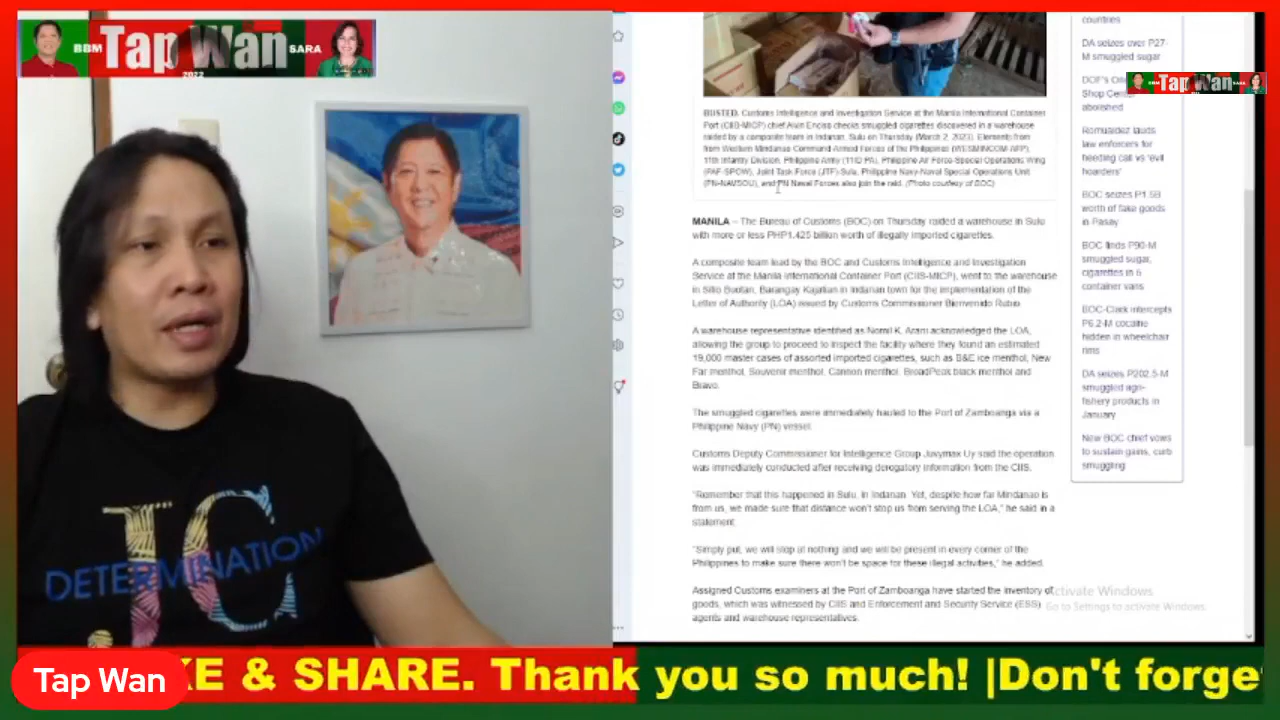 BBM Tap Wan SARA
2022
JC
DETERMINATION
countries
DA seizes over P27-
M smuggled sugar
Shop Center
abolished
Romualdez lauds
law enforcers for
heeding call vs 'evil
hoarders'
BOC seizes P1.5B
worth of fake goods
in Pasay
BOC finds P90-M
smuggled sugar,
cigarettes in 6
container vans
BOC-Clark intercepts
P6.2-M cocaine
hidden in wheelchair
rims
DA seizes P202.5-M
smuggled agri-
fishery products in
January
New BOC chief vows
to sustain gains, curb
smuggling
BBM Tap Wan SARA
BUSTED. Customs Intelligence and Investigation Service at the Manila International Container
Port (CIIS-MICP) chief Alvin Enciso checks smuggled cigarettes discovered in a warehouse
raided by a composite team in Indanan, Sulu on Thursday (March 2, 2023). Elements from
from Western Mindanao Command-Armed Forces of the Philippines (WESMINCOM-AFP),
11th Infantry Division, Philippine Army (11ID PA), Philippine Air Force-Special Operations Wing
(PAF-SPOW), Joint Task Force (JTF)-Sulu, Philippine Navy-Naval Special Operations Unit
(PN-NAVSOU), and PN Naval Forces also join the raid. (Photo courtesy of BOC)
MANILA – The Bureau of Customs (BOC) on Thursday raided a warehouse in Sulu
with more or less PHP1.425 billion worth of illegally imported cigarettes.
A composite team lead by the BOC and Customs Intelligence and Investigation
Service at the Manila International Container Port (CIIS-MICP), went to the warehouse
in Sitio Buotan, Barangay Kajatian in Indanan town for the implementation of the
Letter of Authority (LOA) issued by Customs Commissioner Bienvenido Rubio.
A warehouse representative identified as Nomil K. Arani acknowledged the LOA,
allowing the group to proceed to inspect the facility where they found an estimated
19,000 master cases of assorted imported cigarettes, such as B&E ice menthol, New
Far menthol, Souvenir menthol, Cannon menthol, BroadPeak black menthol and
Bravo.
The smuggled cigarettes were immediately hauled to the Port of Zamboanga via a
Philippine Navy (PN) vessel.
Customs Deputy Commissioner for Intelligence Group Juvymax Uy said the operation
was immediately conducted after receiving derogatory information from the CIIS.
"Remember that this happened in Sulu, in Indanan. Yet, despite how far Mindanao is
from us, we made sure that distance won't stop us from serving the LOA," he said in a
statement.
"Simply put, we will stop at nothing and we will be present in every corner of the
Philippines to make sure there won't be space for these illegal activities," he added.
Assigned Customs examiners at the Port of Zamboanga have started the inventory of
goods, which was witnessed by CIIS and Enforcement and Security Service (ESS)
agents and warehouse representatives.
Activate Windows
Go to Settings to activate Windows.
Tap Wan
KE & SHARE. Thank you so much! |Don't forge